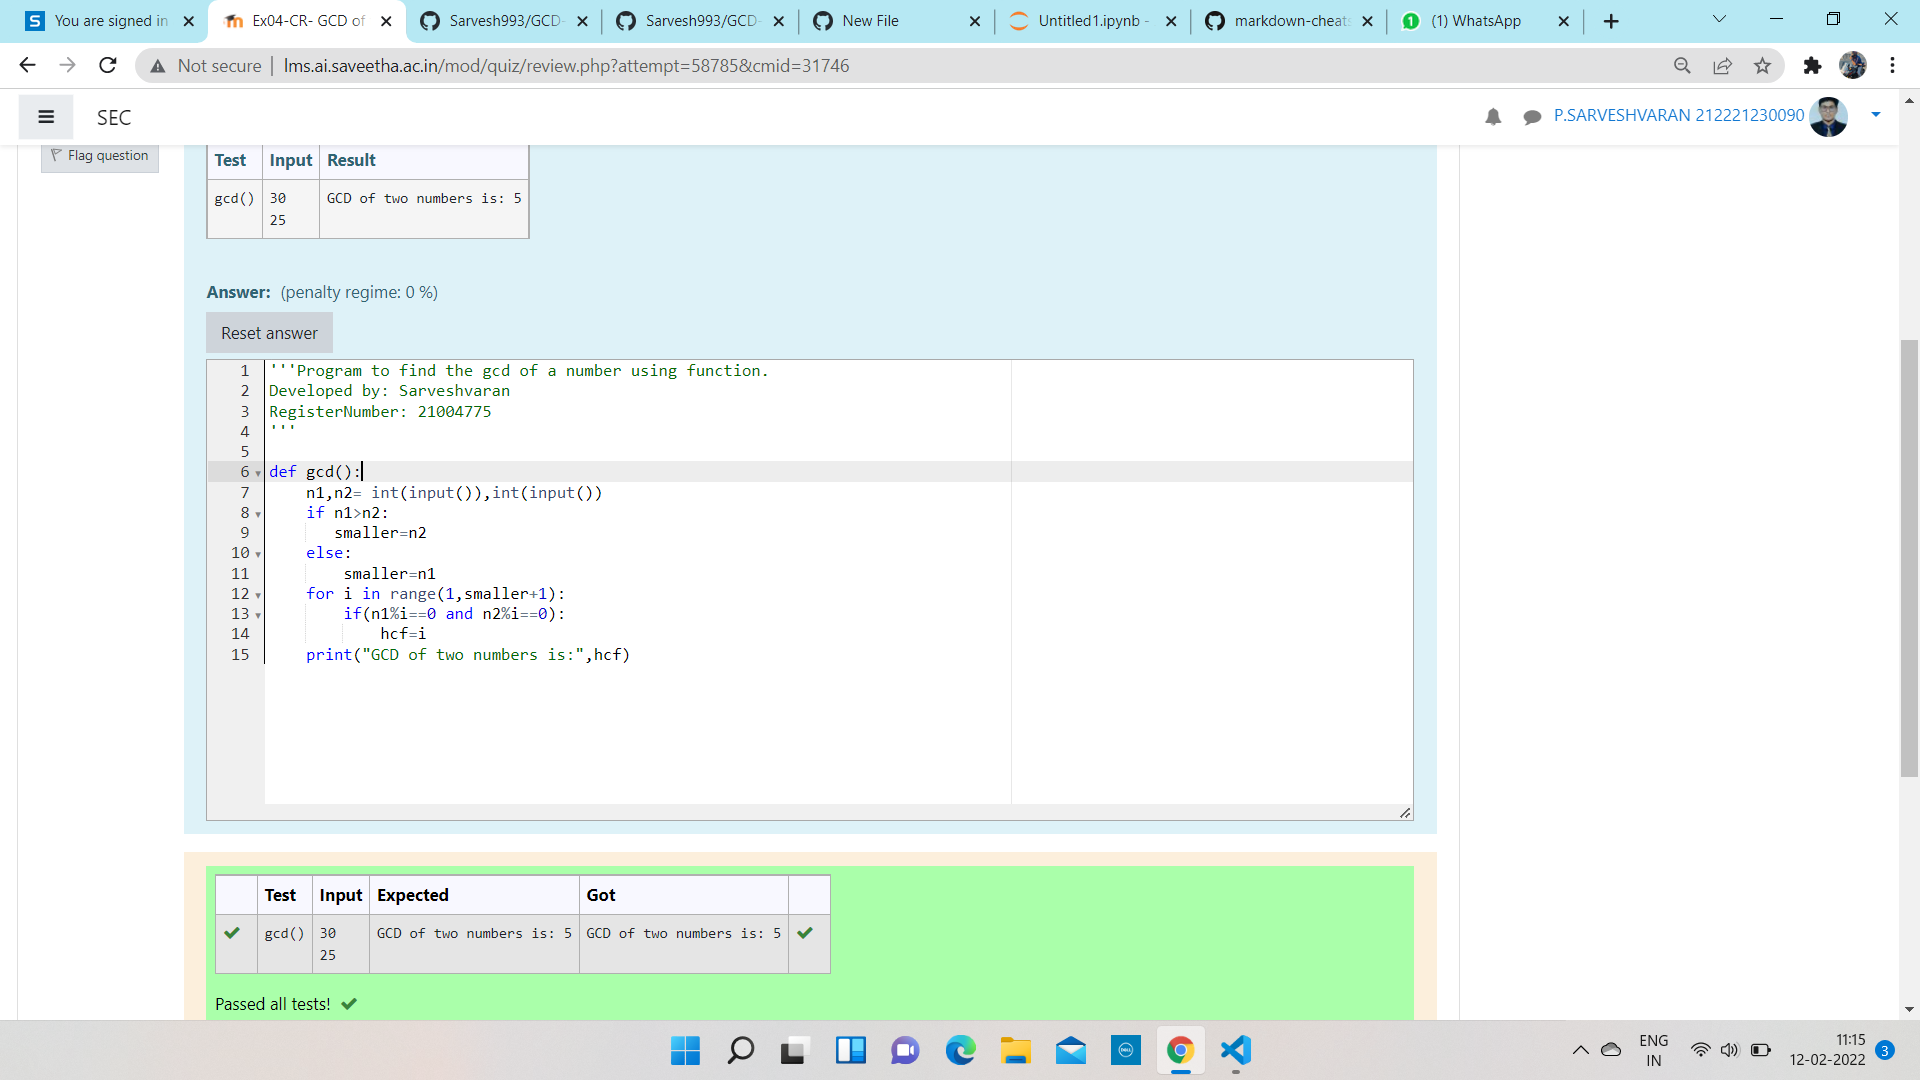 You are signed in
Ex04-CR- GCD of
Sarvesh993/GCD-
Sarvesh993/GCD-
New File
Untitled1.ipynb -
markdown-cheats
(1) WhatsApp
Not secure
lms.ai.saveetha.ac.in/mod/quiz/review.php?attempt=58785&cmid=31746
SEC
P.SARVESHVARAN 212221230090
Flag question
Test Input Result
gcd() 30 GCD of two numbers is: 5
25
Answer: (penalty regime: 0 %)
Reset answer
1 '''Program to find the gcd of a number using function.
2 Developed by: Sarveshvaran
3 RegisterNumber: 21004775
4 '''
5
6 def gcd():
7 n1,n2= int(input()),int(input())
8 if n1>n2:
9 smaller=n2
10 else:
11 smaller=n1
12 for i in range(1,smaller+1):
13 if(n1%i==0 and n2%i==0):
14 hcf=i
15 print("GCD of two numbers is:",hcf)
Test Input Expected Got
gcd() 30 GCD of two numbers is: 5 GCD of two numbers is: 5
25
Passed all tests!
ENG
IN
11:15
12-02-2022
3